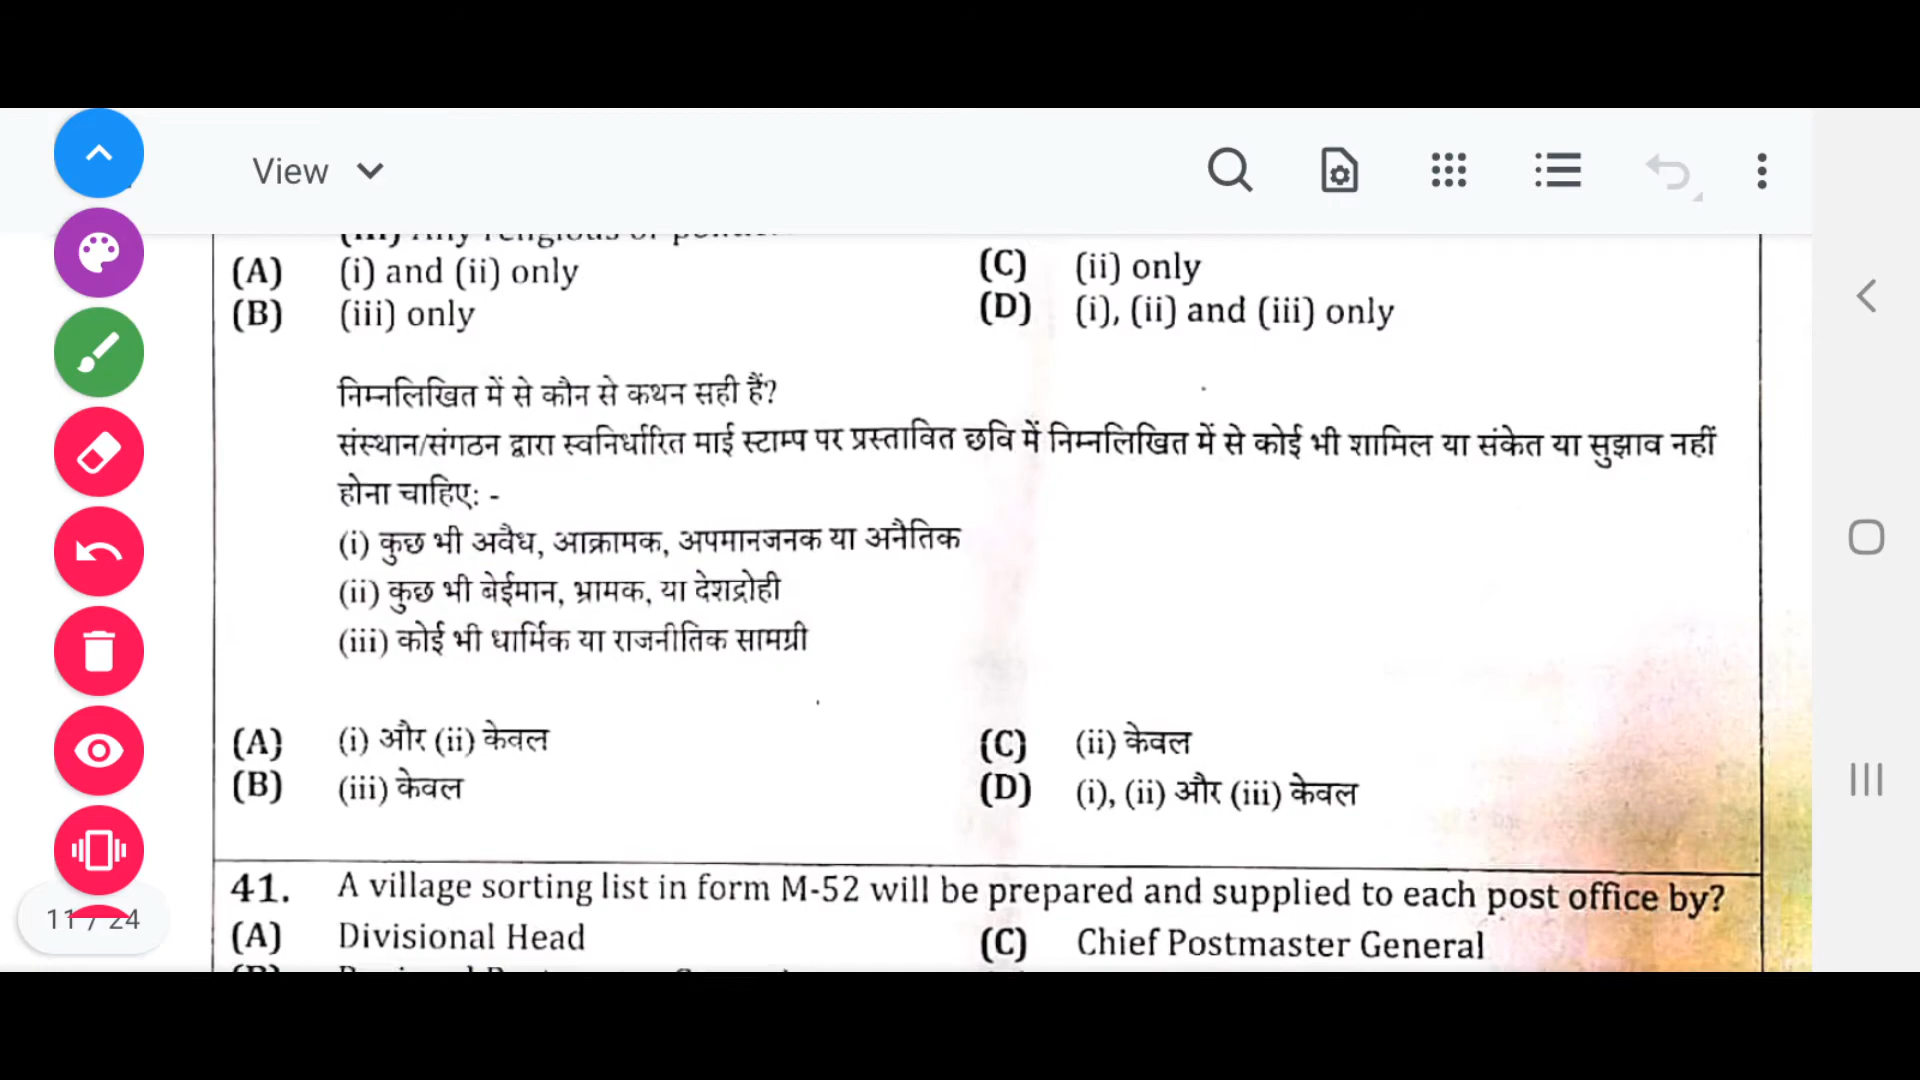 View
(A) (i) and (ii) only (C) (ii) only
(B) (iii) only (D) (i), (ii) and (iii) only
निम्नलिखित में से कौन से कथन सही हैं?
संस्थान/संगठन द्वारा स्वनिर्धारित माई स्टाम्प पर प्रस्तावित छवि में निम्नलिखित में से कोई भी शामिल या संकेत या सुझाव नहीं
होना चाहिए: -
(i) कुछ भी अवैध, आक्रामक, अपमानजनक या अनैतिक
(ii) कुछ भी बेईमान, भ्रामक, या देशद्रोही
(iii) कोई भी धार्मिक या राजनीतिक सामग्री
(A) (i) और (ii) केवल (C) (ii) केवल
(B) (iii) केवल (D) (i), (ii) और (iii) केवल
41. A village sorting list in form M-52 will be prepared and supplied to each post office by?
(A) Divisional Head (C) Chief Postmaster General
11 / 24